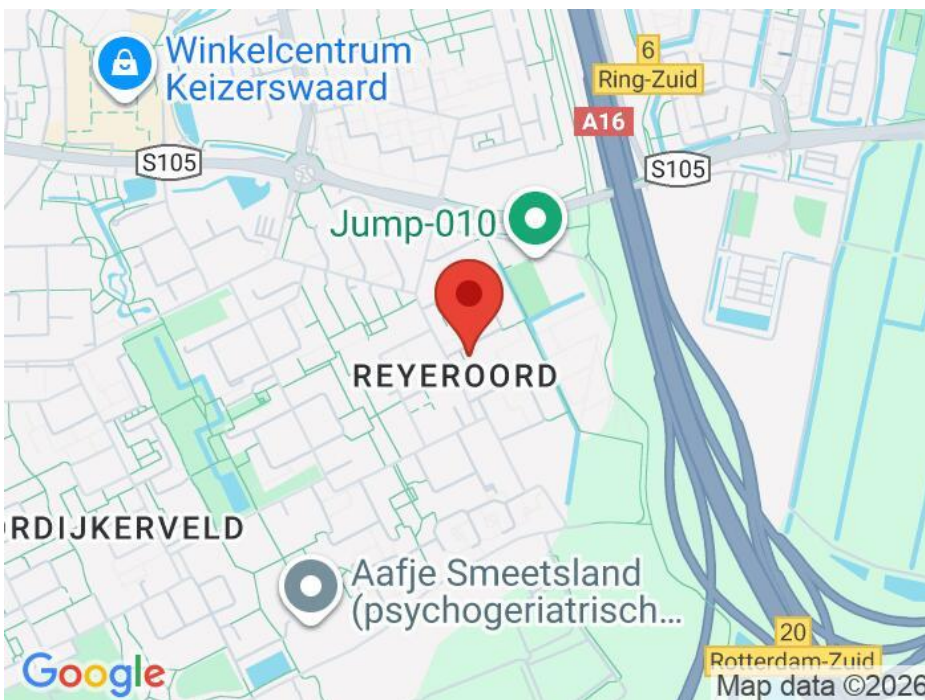 Winkelcentrum
Keizerswaard
6
Ring-Zuid
A16
S105
S105
Jump-010
REYEROORD
RDIJKERVELD
Aafje Smeetsland
(psychogeriatrisch...
20
Rotterdam-Zuid
Google
Map data ©2026